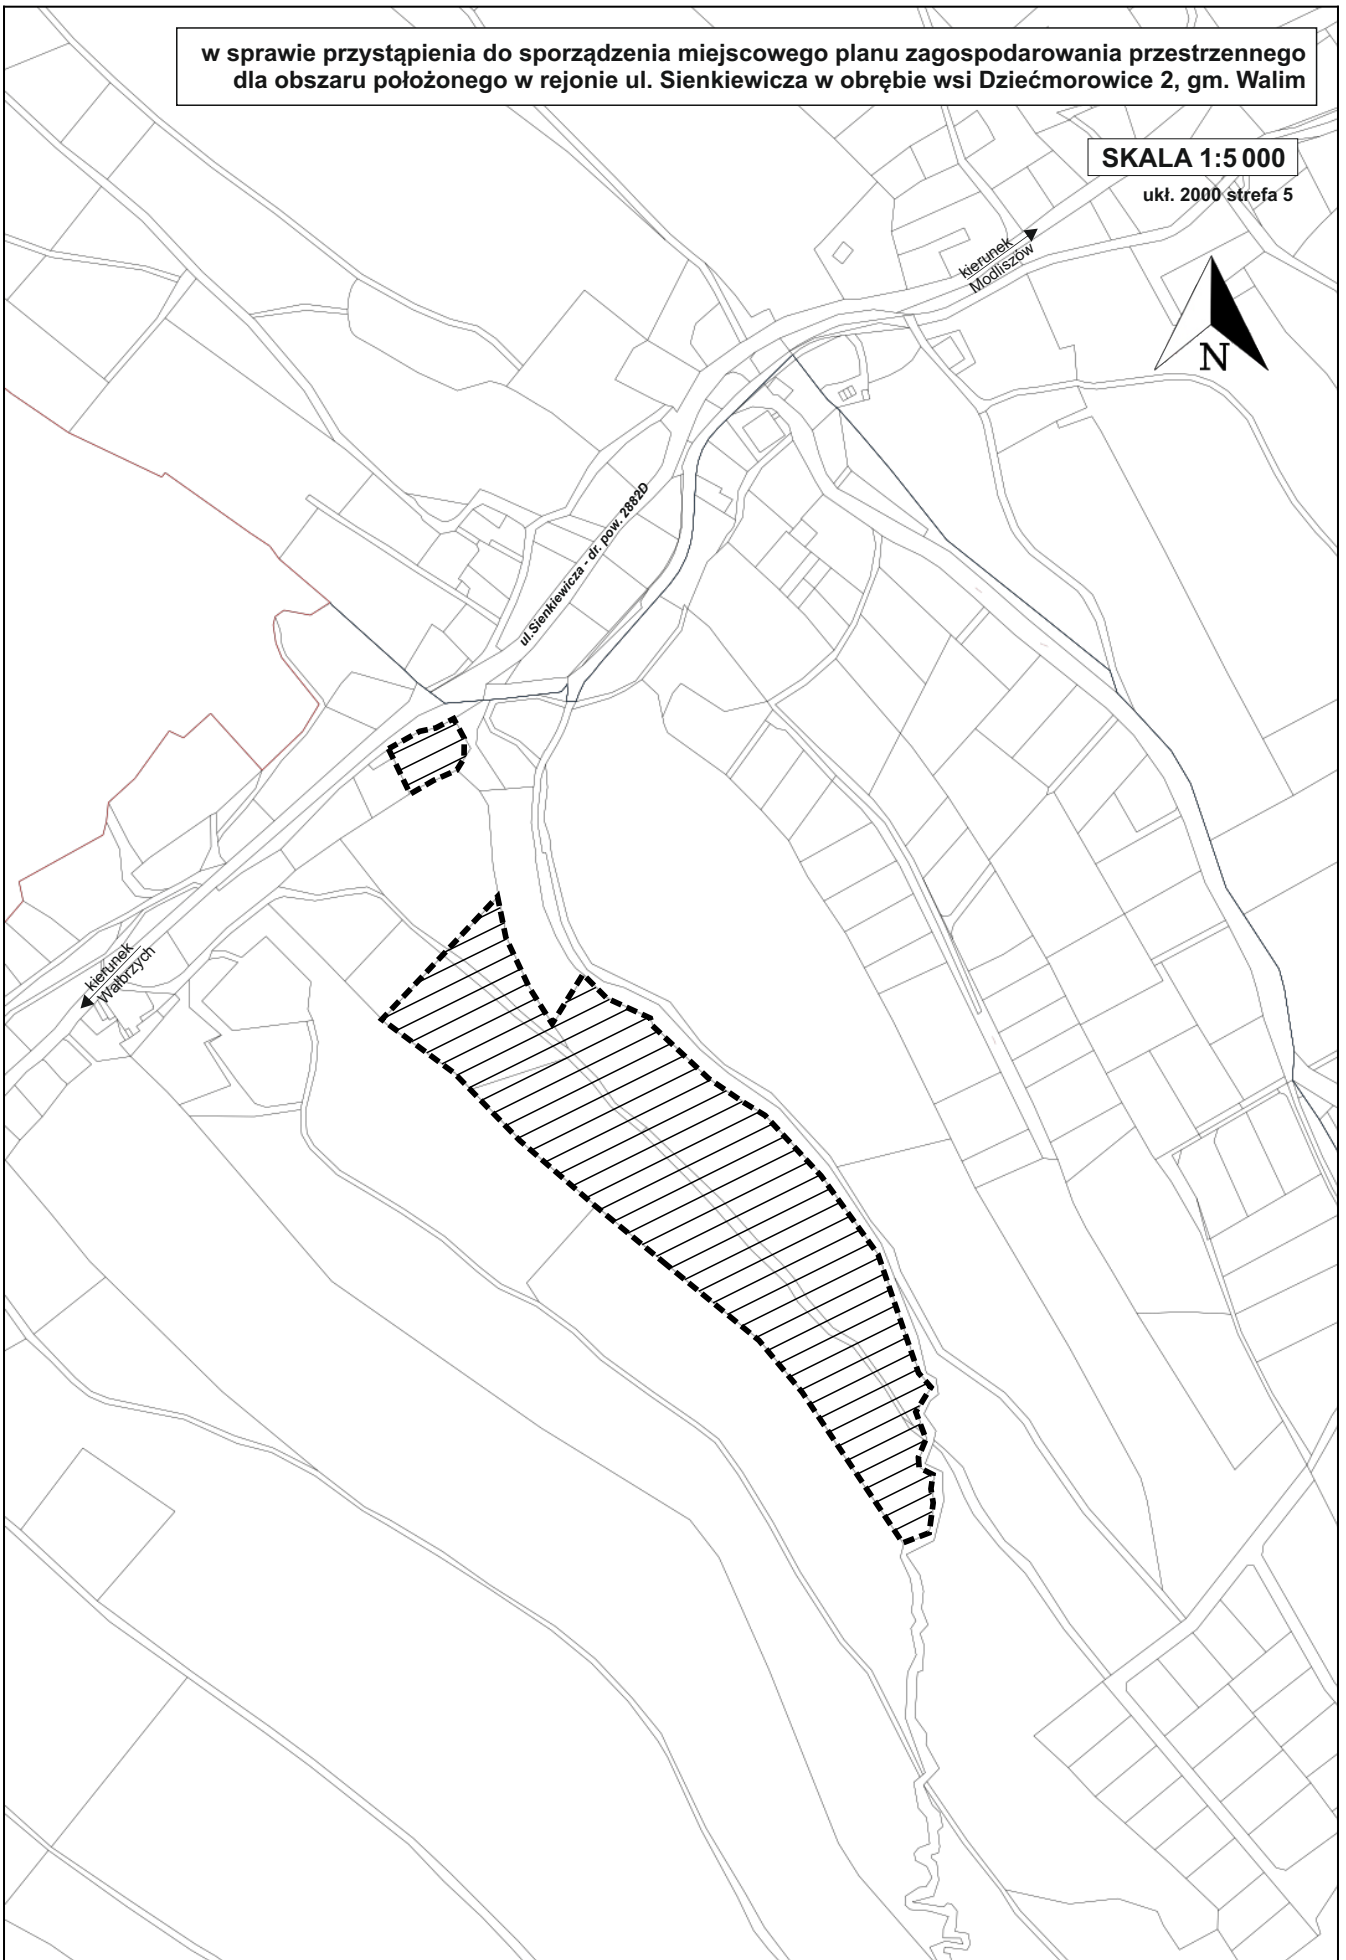 w sprawie przystąpienia do sporządzenia miejscowego planu zagospodarowania przestrzennego
dla obszaru położonego w rejonie ul. Sienkiewicza w obrębie wsi Dziećmorowice 2, gm. Walim
SKALA 1:5 000
ukł. 2000 strefa 5
kierunek
Modliszów
N
ul.Sienkiewicza - dr. pow. 2882D
kierunek
Wałbrzych